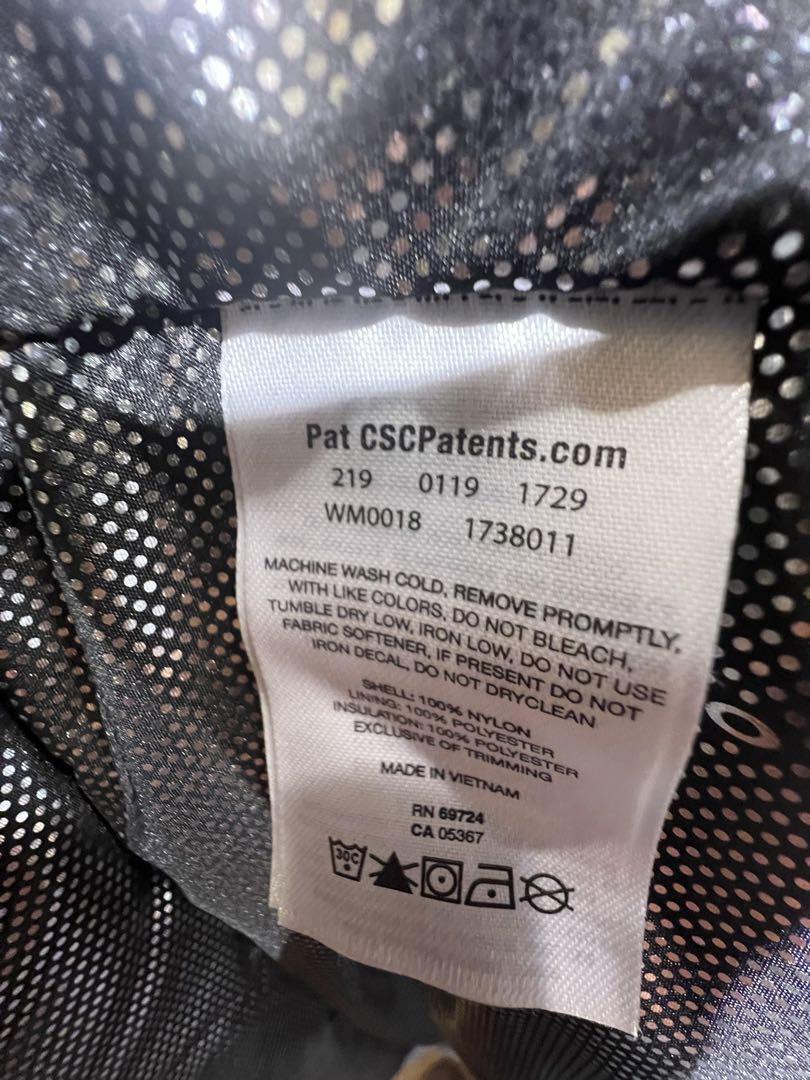 Pat CSCPatents.com
219 0119 1729
WM0018 1738011
MACHINE WASH COLD, REMOVE PROMPTLY,
WITH LIKE COLORS, DO NOT BLEACH,
TUMBLE DRY LOW, IRON LOW, DO NOT USE
FABRIC SOFTENER, IF PRESENT DO NOT
IRON DECAL, DO NOT DRYCLEAN
SHELL: 100% NYLON
LINING: 100% POLYESTER
INSULATION: 100% POLYESTER
EXCLUSIVE OF TRIMMING
MADE IN VIETNAM
RN 69724
CA 05367
30C